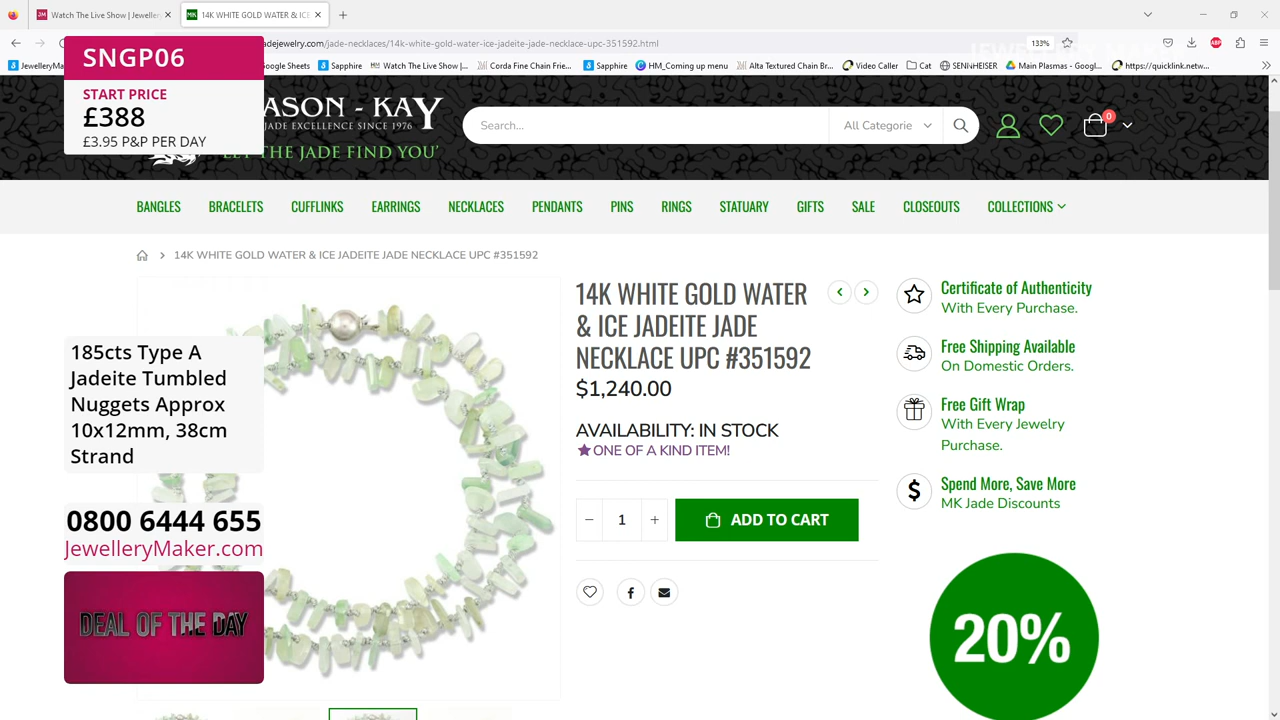 Watch The Live Show | Jeweller
14K WHITE GOLD WATER & ICE
adejewelry.com/jade-necklaces/14k-white-gold-water-ice-jadeite-jade-necklace-upc-351592.html
133%
JEWELLERY MAKER
JewelleryMa
Google Sheets
Sapphire
Watch The Live Show |...
Corda Fine Chain Frie...
Sapphire
HM_Coming up menu
Alta Textured Chain Br...
Video Caller
Cat
SENNHEISER
Main Plasmas - Googl...
https://quicklink.netw...
SNGP06
START PRICE
£388
£3.95 P&P PER DAY
ASON - KAY
JADE EXCELLENCE SINCE 1976
'LET THE JADE FIND YOU'
Search...
All Categorie
0
BANGLES
BRACELETS
CUFFLINKS
EARRINGS
NECKLACES
PENDANTS
PINS
RINGS
STATUARY
GIFTS
SALE
CLOSEOUTS
COLLECTIONS
14K WHITE GOLD WATER & ICE JADEITE JADE NECKLACE UPC #351592
185cts Type A
Jadeite Tumbled
Nuggets Approx
10x12mm, 38cm
Strand
0800 6444 655
JewelleryMaker.com
DEAL OF THE DAY
14K WHITE GOLD WATER
& ICE JADEITE JADE
NECKLACE UPC #351592
$1,240.00
AVAILABILITY: IN STOCK
ONE OF A KIND ITEM!
− 1 +
ADD TO CART
Certificate of Authenticity
With Every Purchase.
Free Shipping Available
On Domestic Orders.
Free Gift Wrap
With Every Jewelry
Purchase.
Spend More, Save More
MK Jade Discounts
20%